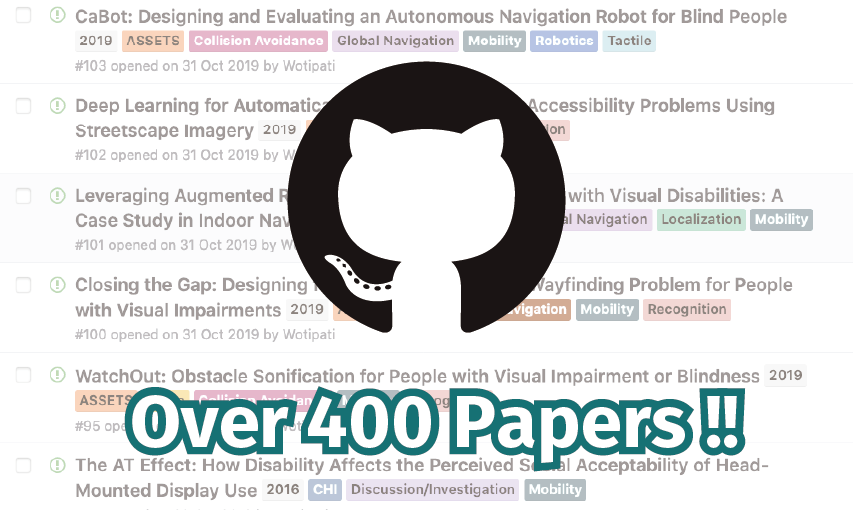 CaBot: Designing and Evaluating an Autonomous Navigation Robot for Blind People
2019 ASSETS Collision Avoidance Global Navigation Mobility Robotics Tactile
#103 opened on 31 Oct 2019 by Wotipati
Deep Learning for Accessibility Problems Using
Streetscape Imagery 2019
#102 opened on 31 Oct 2019 by
Leveraging Augmented with Visual Disabilities: A
Case Study in Indoor Navigation Localization Mobility
#101 opened on 31 Oct 2019 by
Closing the Gap: Designing Wayfinding Problem for People
with Visual Impairments 2019 Mobility Recognition
#100 opened on 31 Oct 2019 by Wotipati
WatchOut: Obstacle Sonification for People with Visual Impairment or Blindness 2019
ASSETS Collision
#95
Over 400 Papers!!
The AT Effect: How Disability Affects the Perceived Social Acceptability of Head-
Mounted Display Use 2016 CHI Discussion/Investigation Mobility